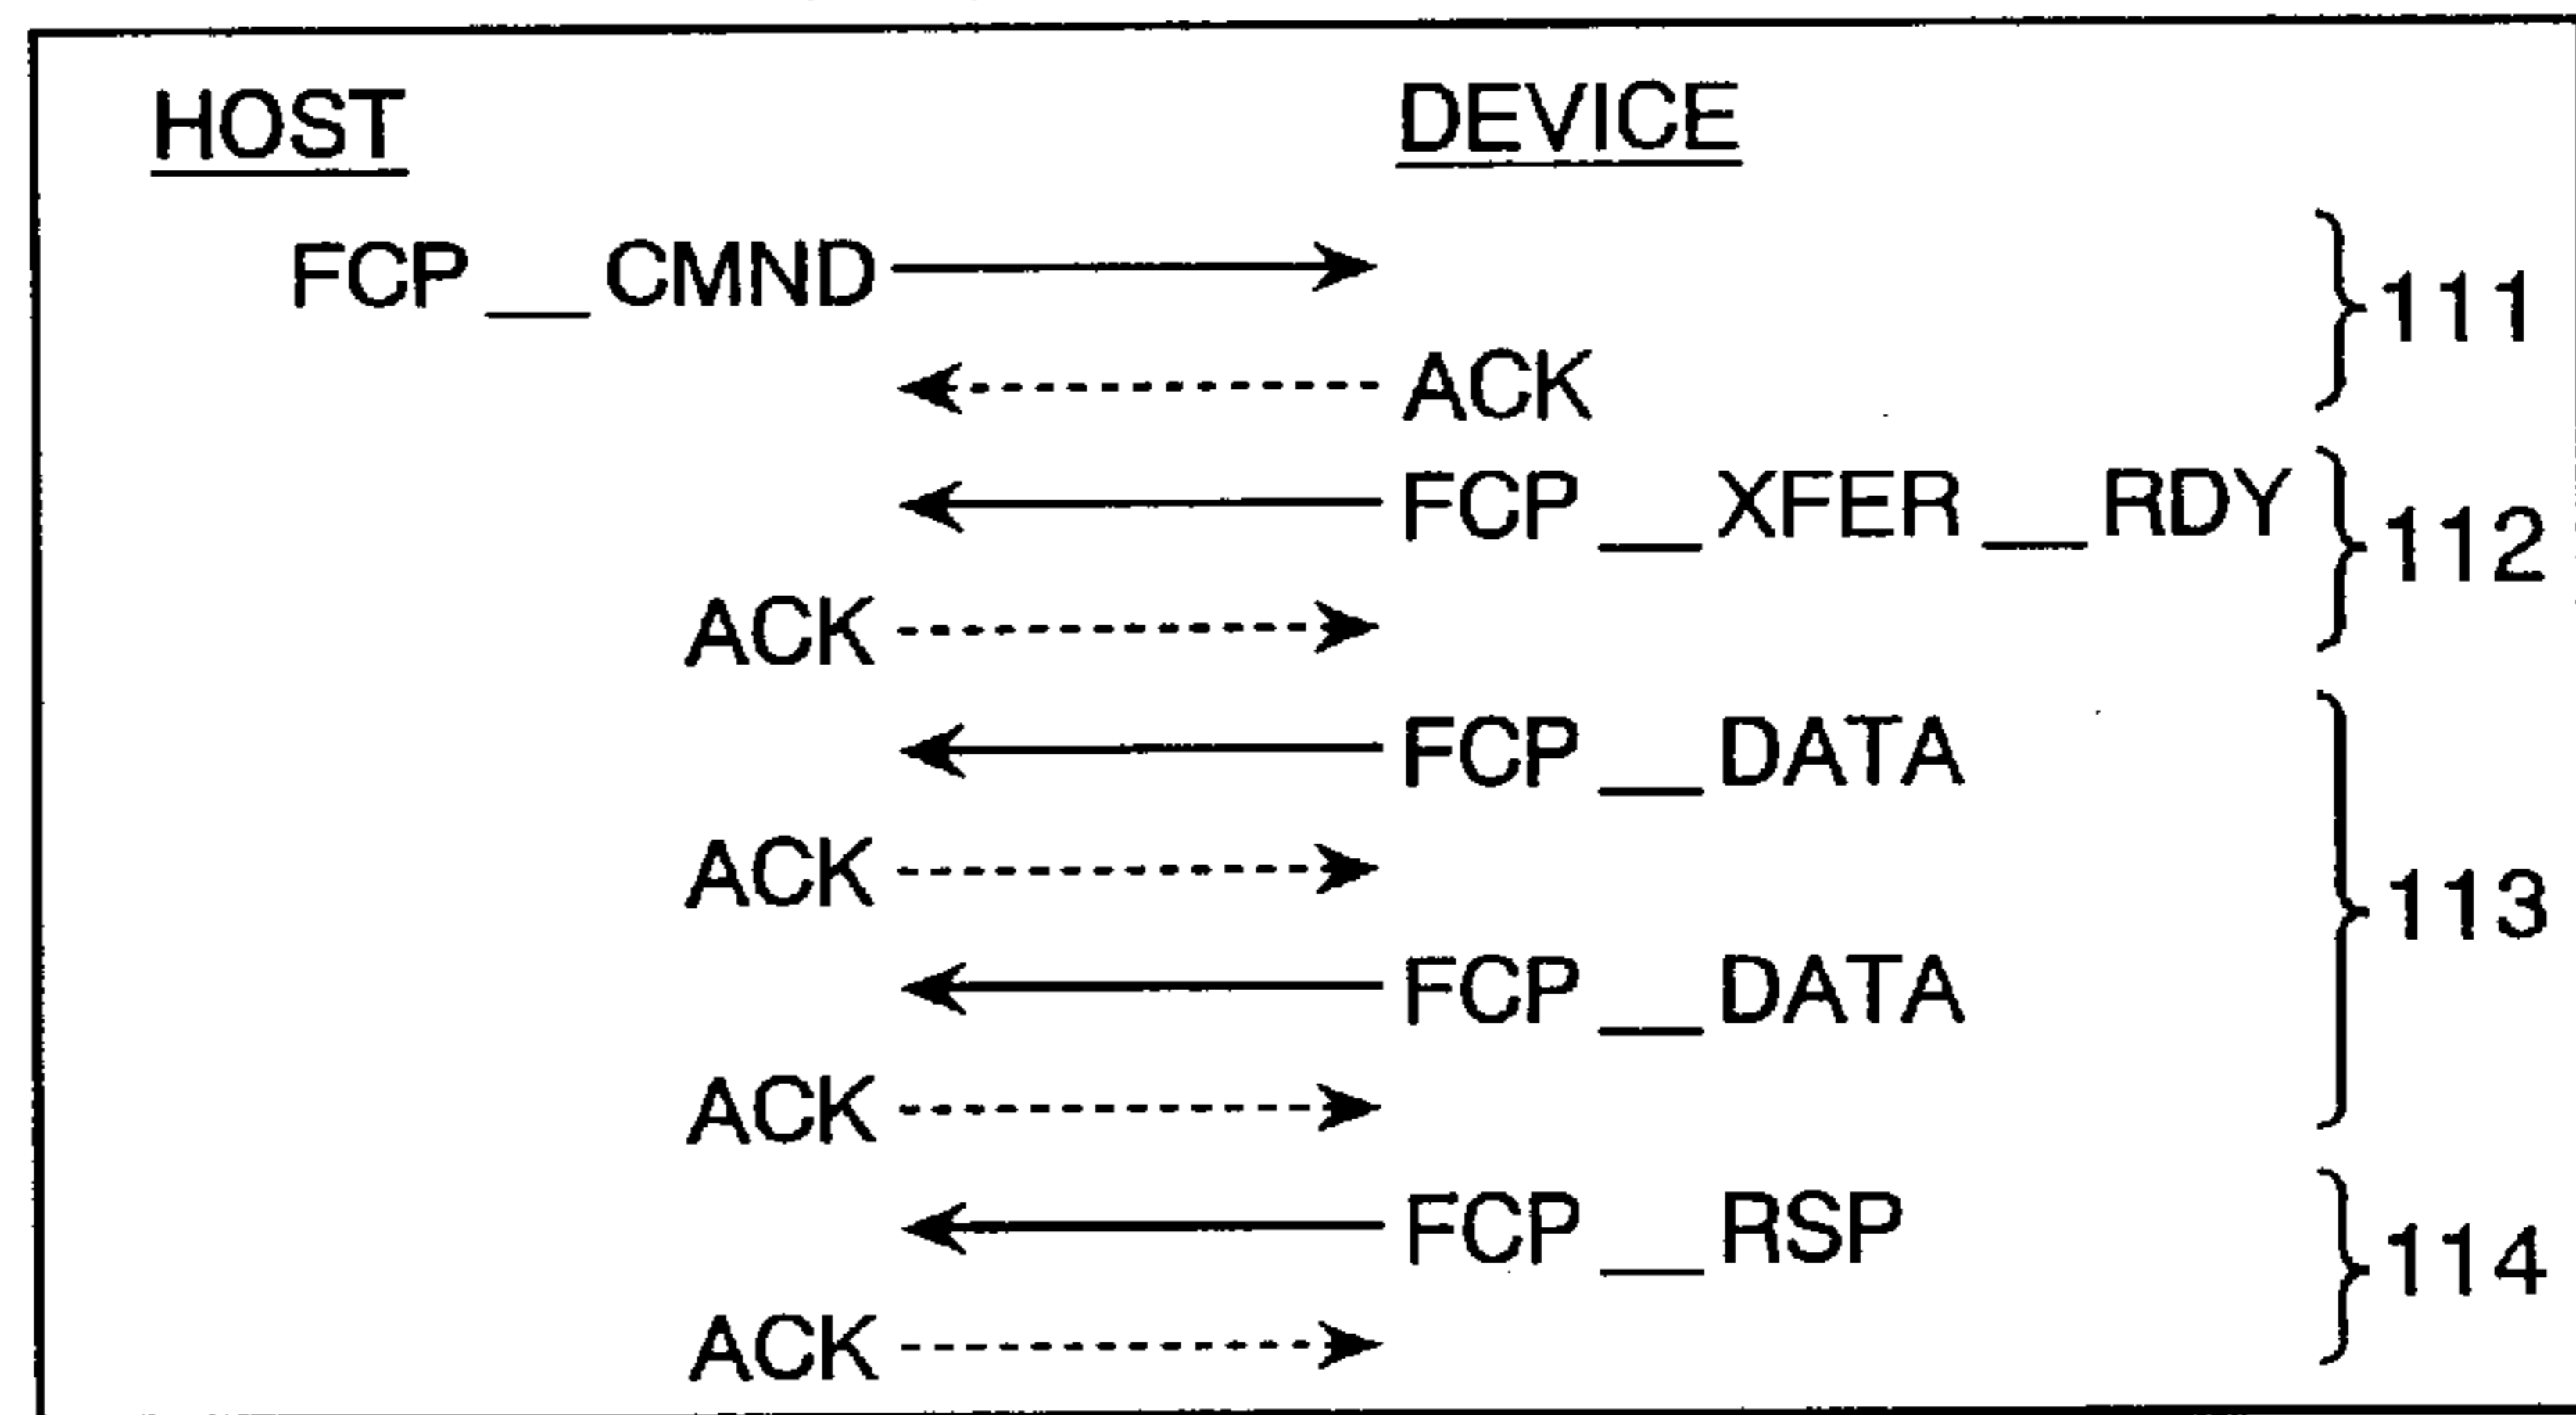 HOST DEVICE
FCP__CMND
111
ACK
FCP__XFER__RDY
112
ACK
FCP__DATA
ACK
113
FCP__DATA
ACK
FCP__RSP
114
ACK